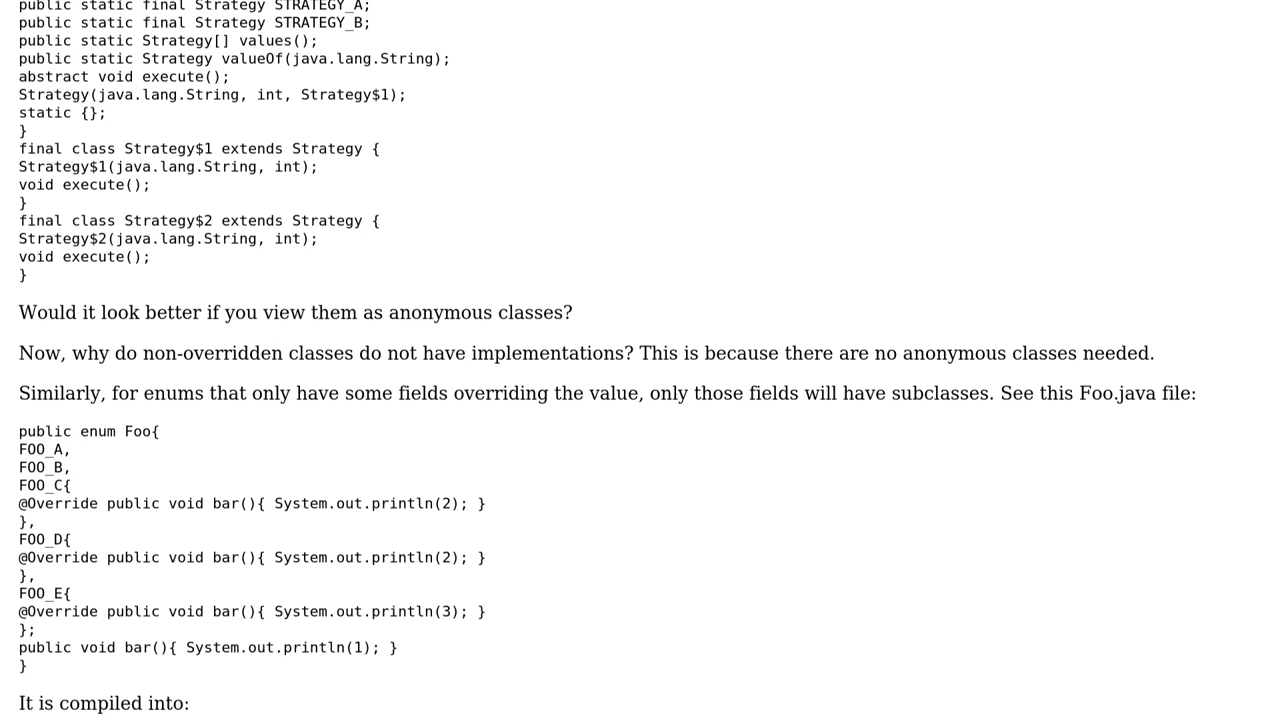 public static final Strategy STRATEGY_A;
public static final Strategy STRATEGY_B;
public static Strategy[] values();
public static Strategy valueOf(java.lang.String);
abstract void execute();
Strategy(java.lang.String, int, Strategy$1);
static {};
}
final class Strategy$1 extends Strategy {
Strategy$1(java.lang.String, int);
void execute();
}
final class Strategy$2 extends Strategy {
Strategy$2(java.lang.String, int);
void execute();
}
Would it look better if you view them as anonymous classes?
Now, why do non-overridden classes do not have implementations? This is because there are no anonymous classes needed.
Similarly, for enums that only have some fields overriding the value, only those fields will have subclasses. See this Foo.java file:
public enum Foo{
FOO_A,
FOO_B,
FOO_C{
@Override public void bar(){ System.out.println(2); }
},
FOO_D{
@Override public void bar(){ System.out.println(2); }
},
FOO_E{
@Override public void bar(){ System.out.println(3); }
};
public void bar(){ System.out.println(1); }
}
It is compiled into: